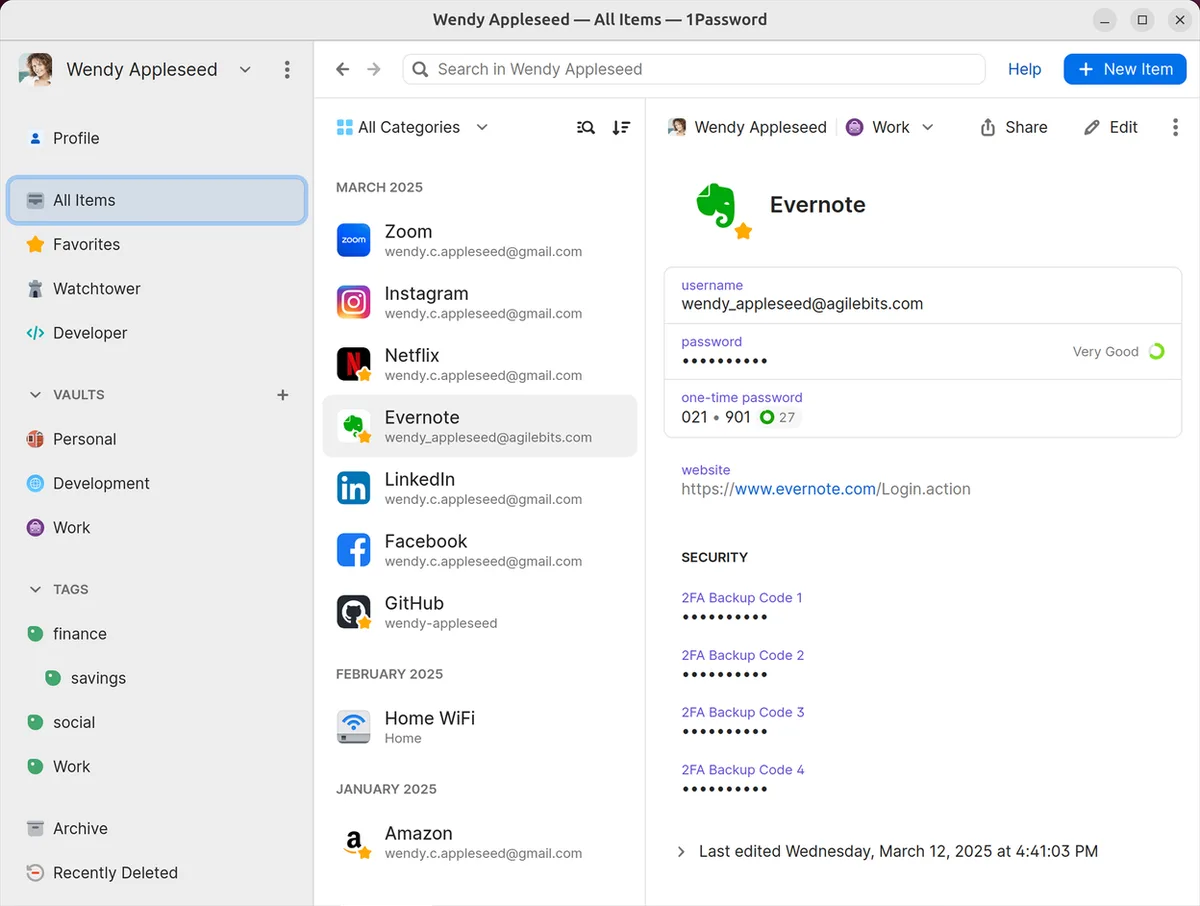 Wendy Appleseed — All Items — 1Password
Wendy Appleseed
Search in Wendy Appleseed
Help
+ New Item
Profile
All Items
Favorites
Watchtower
Developer
VAULTS
Personal
Development
Work
TAGS
finance
savings
social
Work
Archive
Recently Deleted
All Categories
MARCH 2025
zoom
Zoom
wendy.c.appleseed@gmail.com
Instagram
wendy.c.appleseed@gmail.com
N
Netflix
wendy.c.appleseed@gmail.com
Evernote
wendy_appleseed@agilebits.com
in
LinkedIn
wendy.c.appleseed@gmail.com
f
Facebook
wendy.c.appleseed@gmail.com
GitHub
wendy-appleseed
FEBRUARY 2025
Home WiFi
Home
JANUARY 2025
a
Amazon
wendy.c.appleseed@gmail.com
Wendy Appleseed
Work
Share
Edit
Evernote
username
wendy_appleseed@agilebits.com
password
••••••••••
Very Good
one-time password
021 • 901 27
website
https://www.evernote.com/Login.action
SECURITY
2FA Backup Code 1
••••••••••
2FA Backup Code 2
••••••••••
2FA Backup Code 3
••••••••••
2FA Backup Code 4
••••••••••
Last edited Wednesday, March 12, 2025 at 4:41:03 PM